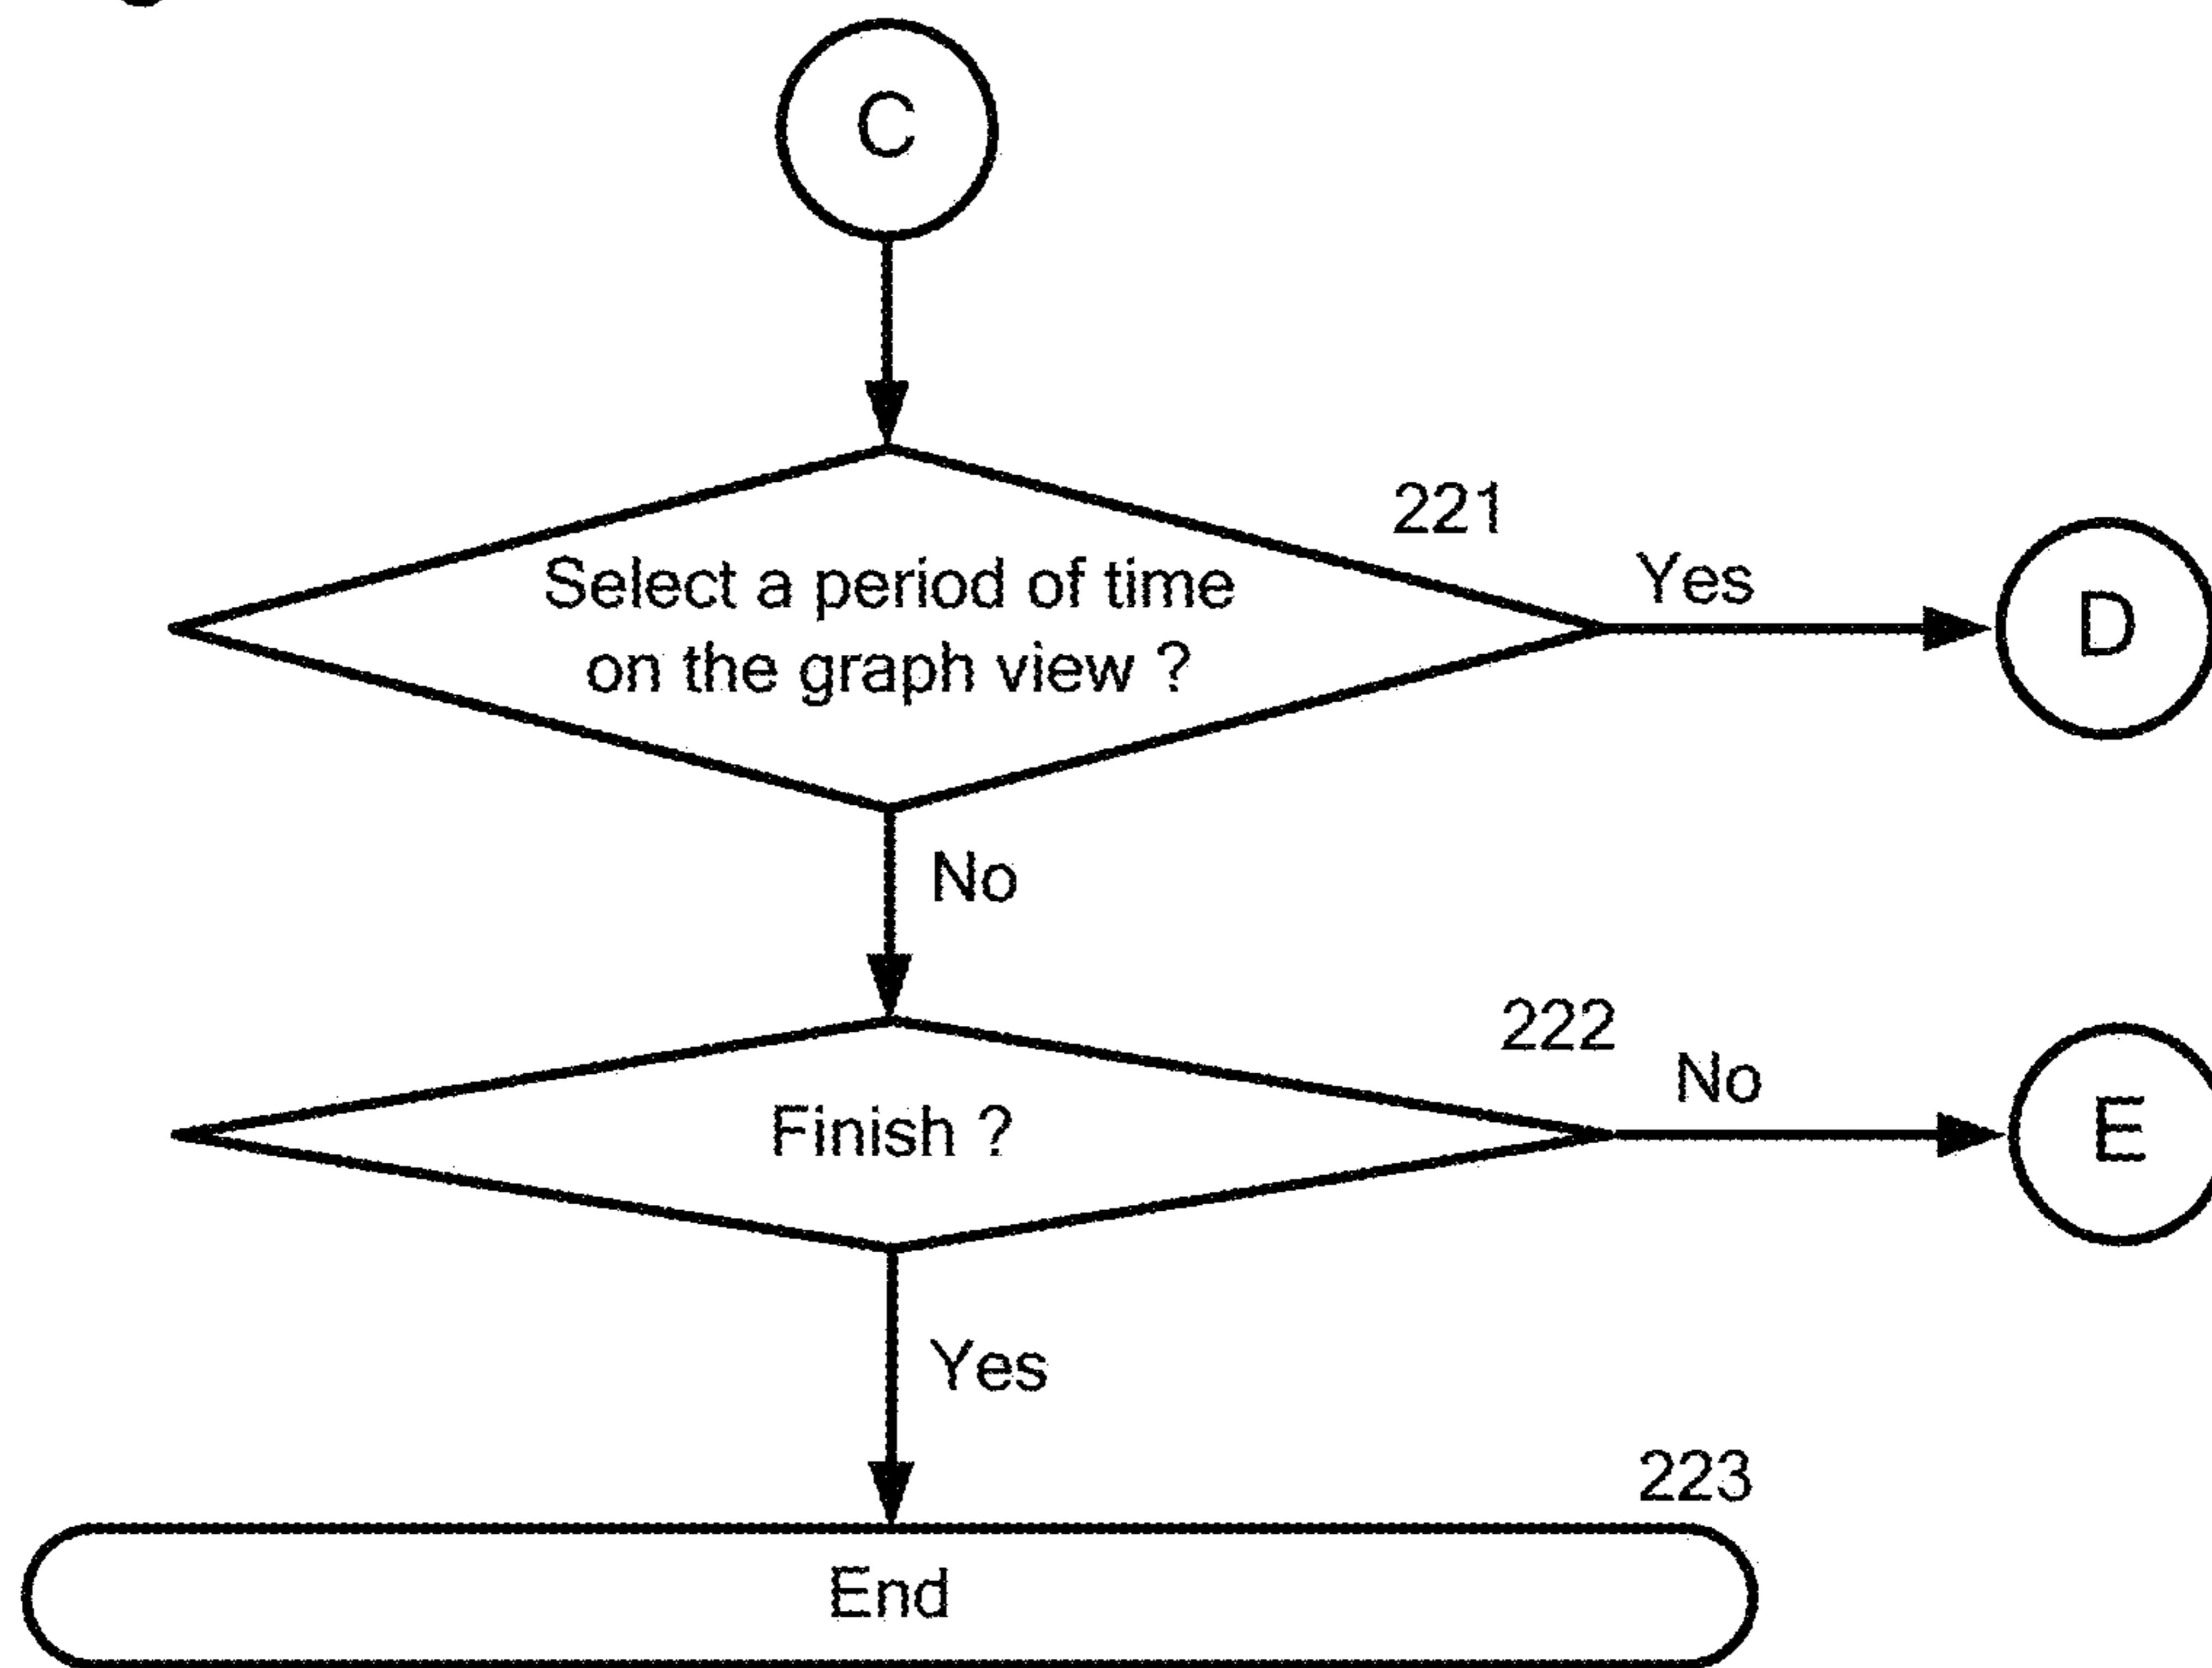 C
221
Select a period of time
on the graph view ?
Yes
D
No
222
No
Finish ?
E
Yes
223
End